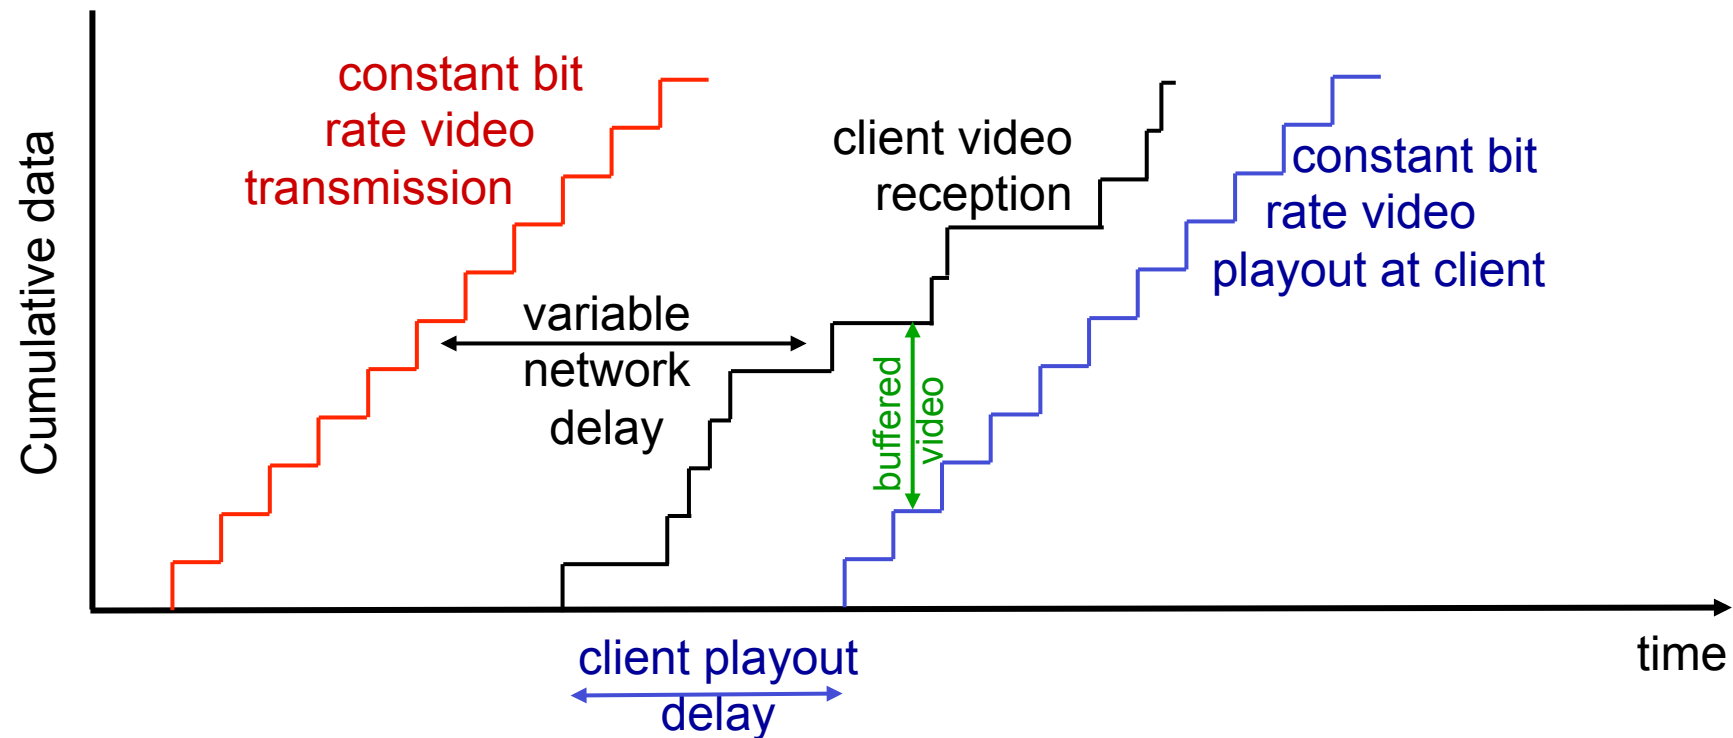 Cumulative data
constant bit
rate video
transmission
variable
network
delay
client video
reception
buffered
video
constant bit
rate video
playout at client
client playout
delay
time